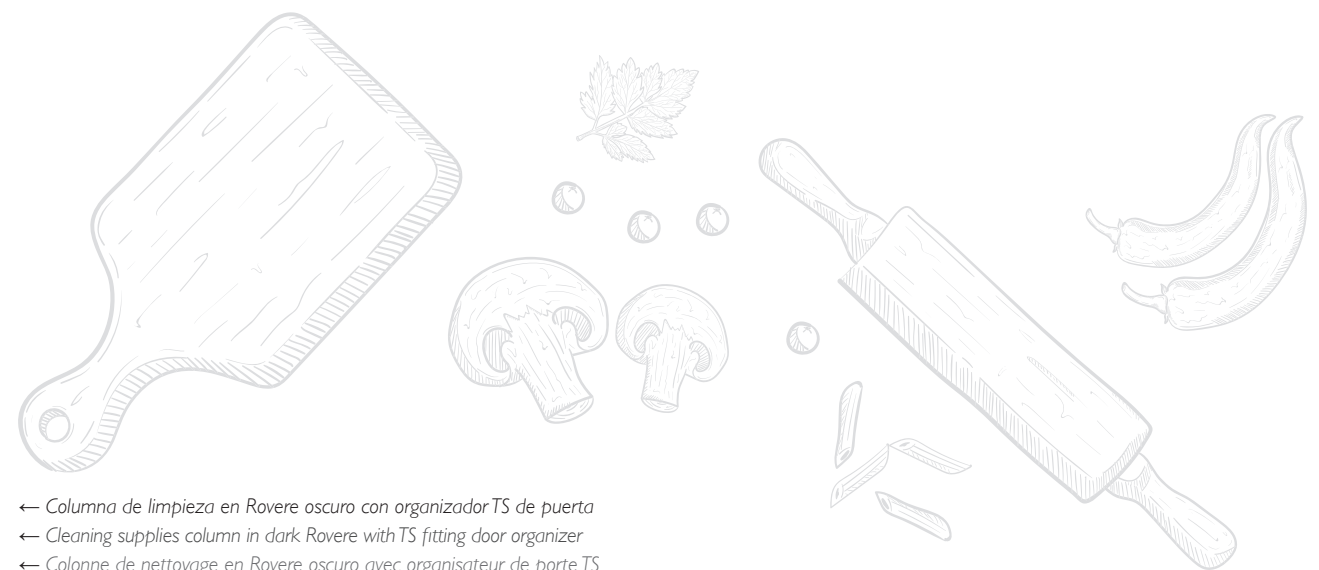 ← Columna de limpieza en Rovere oscuro con organizador TS de puerta
← Cleaning supplies column in dark Rovere with TS fitting door organizer
← Colonne de nettoyage en Rovere oscuro avec organisateur de porte TS